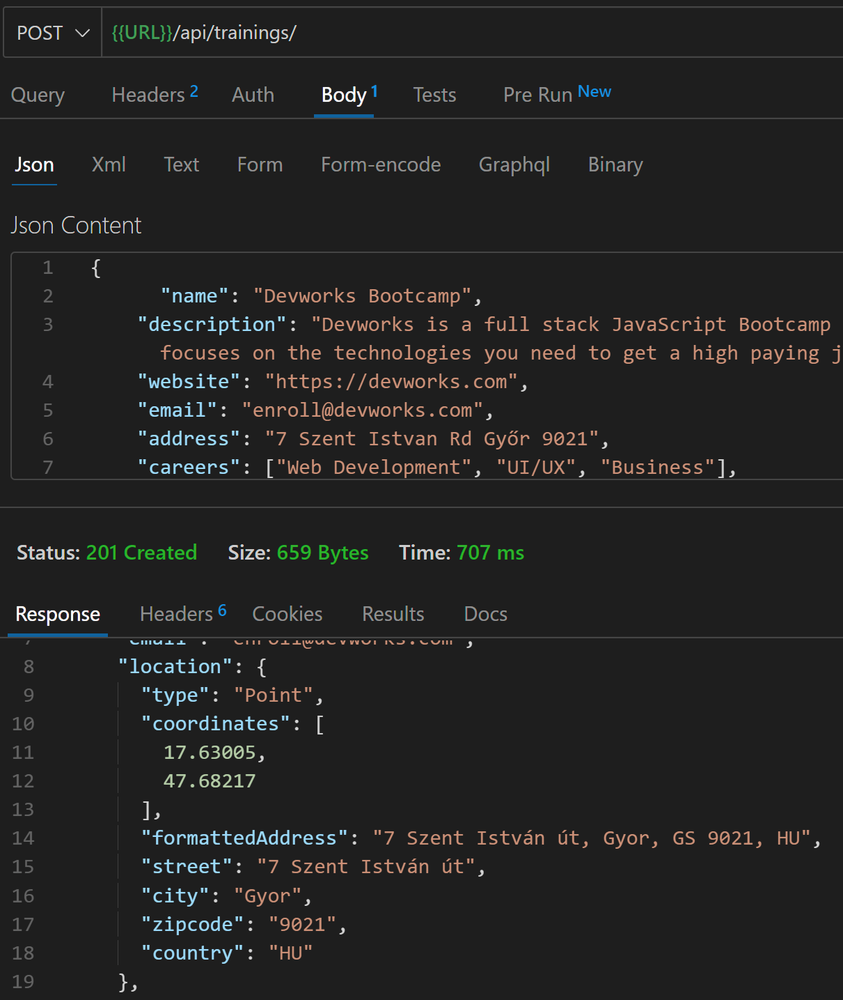 POST {{URL}}/api/trainings/
Query Headers 2 Auth Body 1 Tests Pre Run New
Json Xml Text Form Form-encode Graphql Binary
Json Content
1 {
2 "name": "Devworks Bootcamp",
3 "description": "Devworks is a full stack JavaScript Bootcamp
focuses on the technologies you need to get a high paying j
4 "website": "https://devworks.com",
5 "email": "enroll@devworks.com",
6 "address": "7 Szent Istvan Rd Győr 9021",
7 "careers": ["Web Development", "UI/UX", "Business"],
Status: 201 Created Size: 659 Bytes Time: 707 ms
Response Headers 6 Cookies Results Docs
7 "email": "enroll@devworks.com",
8 "location": {
9 "type": "Point",
10 "coordinates": [
11 17.63005,
12 47.68217
13 ],
14 "formattedAddress": "7 Szent István út, Gyor, GS 9021, HU",
15 "street": "7 Szent István út",
16 "city": "Gyor",
17 "zipcode": "9021",
18 "country": "HU"
19 },